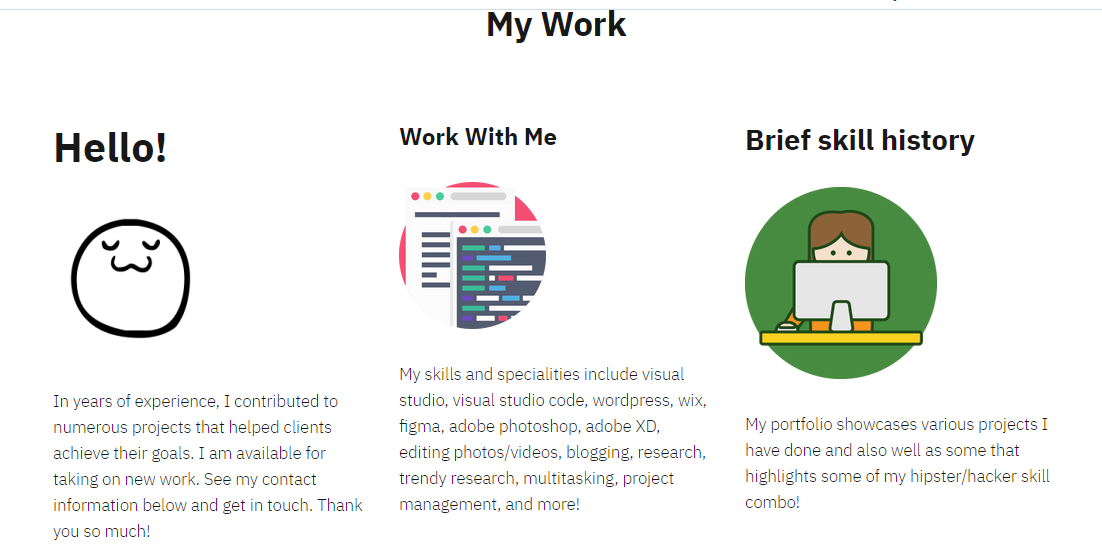 My Work
Hello!
In years of experience, I contributed to
numerous projects that helped clients
achieve their goals. I am available for
taking on new work. See my contact
information below and get in touch. Thank
you so much!
Work With Me
My skills and specialities include visual
studio, visual studio code, wordpress, wix,
figma, adobe photoshop, adobe XD,
editing photos/videos, blogging, research,
trendy research, multitasking, project
management, and more!
Brief skill history
My portfolio showcases various projects I
have done and also well as some that
highlights some of my hipster/hacker skill
combo!